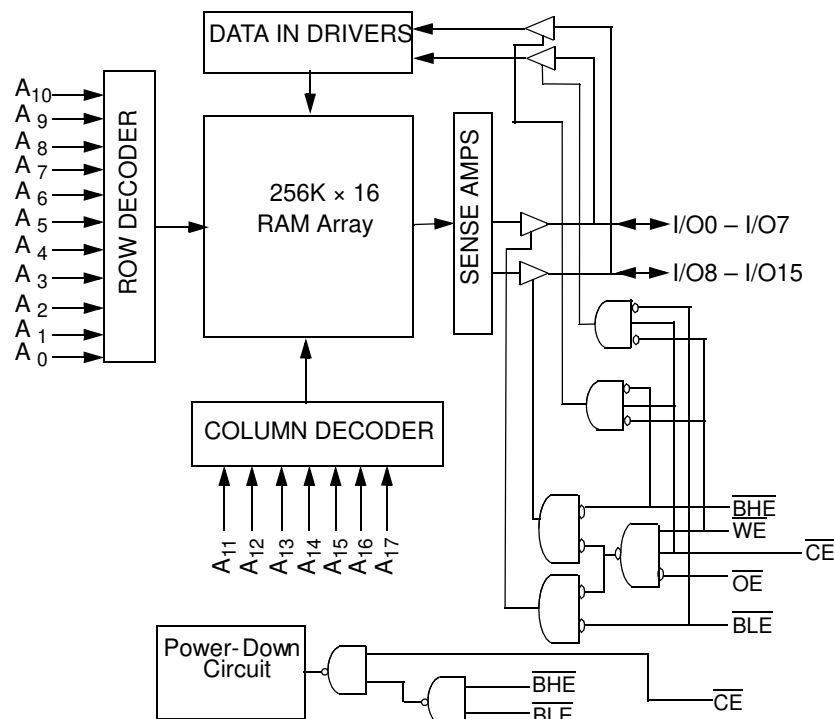 DATA IN DRIVERS
A10
A9
A8
A7
A6
A5
A4
A3
A2
A1
A0
ROW DECODER
256K × 16
RAM Array
SENSE AMPS
I/O0 – I/O7
I/O8 – I/O15
COLUMN DECODER
A11
A12
A13
A14
A15
A16
A17
BHE
WE
CE
OE
BLE
Power-Down
Circuit
BHE
CE
BLE